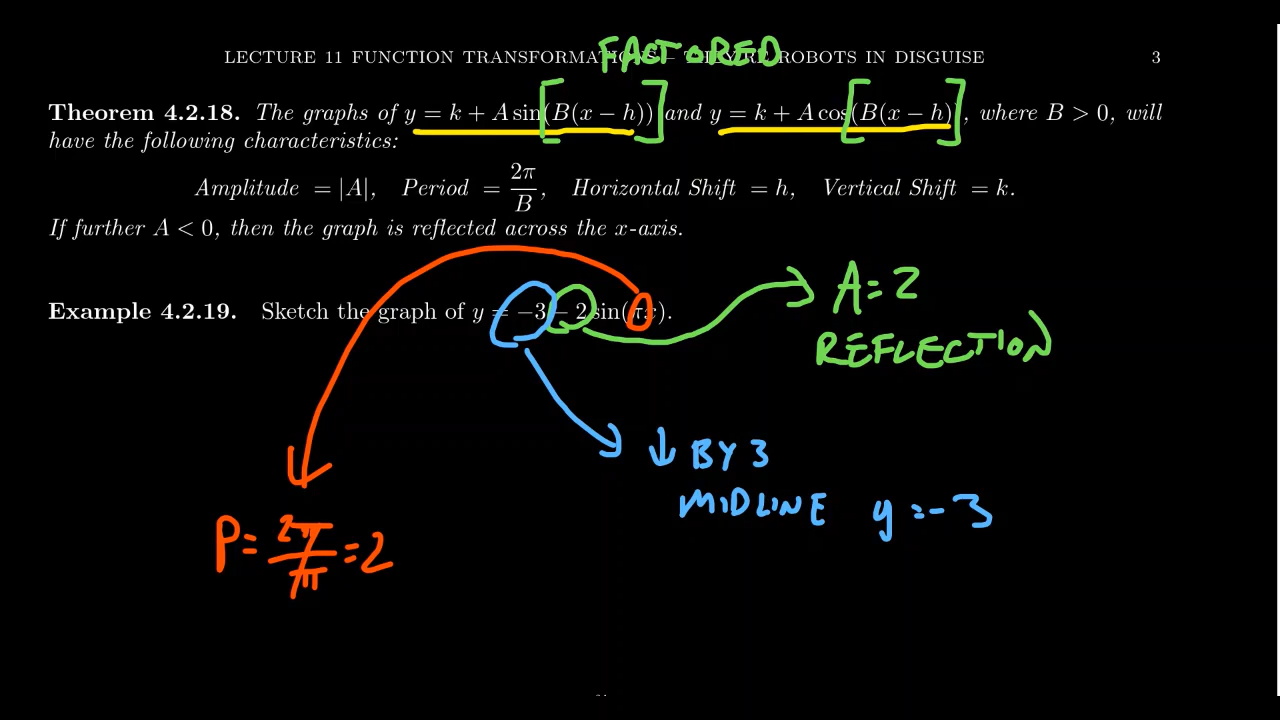 FACTORED
LECTURE 11 FUNCTION TRANSFORMATIONS – THEY'RE ROBOTS IN DISGUISE 3
Theorem 4.2.18. The graphs of y = k + A sin(B(x − h)) and y = k + A cos(B(x − h)), where B > 0, will
have the following characteristics:
Amplitude = |A|, Period = 2π/B, Horizontal Shift = h, Vertical Shift = k.
If further A < 0, then the graph is reflected across the x-axis.
Example 4.2.19. Sketch the graph of y = −3 − 2 sin(πx).
A = 2
REFLECTION
↓ BY 3
MIDLINE y = -3
P = 2π/π = 2